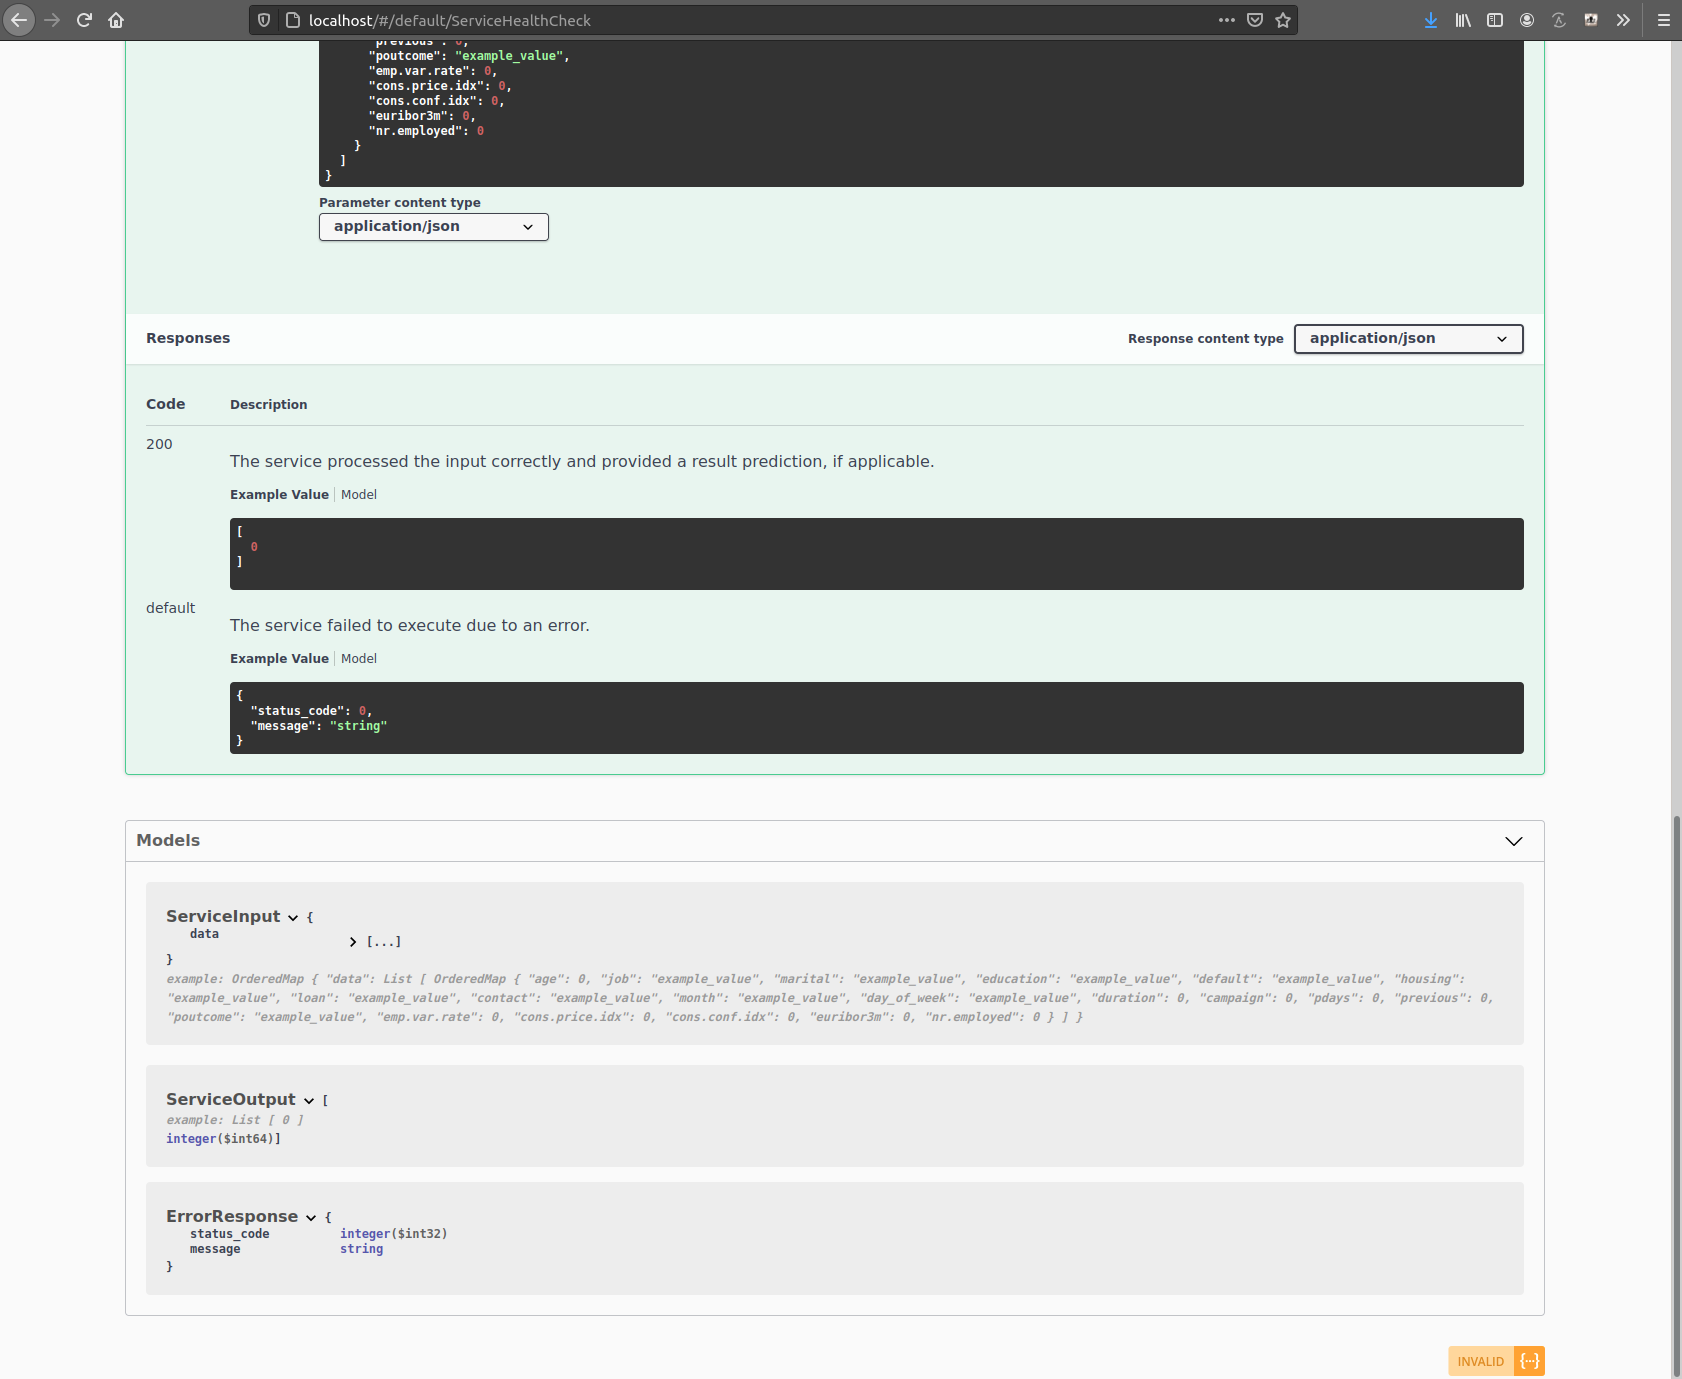 localhost/#/default/ServiceHealthCheck
"previous": 0,
"poutcome": "example_value",
"emp.var.rate": 0,
"cons.price.idx": 0,
"cons.conf.idx": 0,
"euribor3m": 0,
"nr.employed": 0
}
]
}
Parameter content type
application/json
Responses
Response content type
application/json
Code
Description
200
The service processed the input correctly and provided a result prediction, if applicable.
Example Value
Model
[
0
]
default
The service failed to execute due to an error.
Example Value
Model
{
"status_code": 0,
"message": "string"
}
Models
ServiceInput {
data
[...]
}
example: OrderedMap { "data": List [ OrderedMap { "age": 0, "job": "example_value", "marital": "example_value", "education": "example_value", "default": "example_value", "housing":
"example_value", "loan": "example_value", "contact": "example_value", "month": "example_value", "day_of_week": "example_value", "duration": 0, "campaign": 0, "pdays": 0, "previous": 0,
"poutcome": "example_value", "emp.var.rate": 0, "cons.price.idx": 0, "cons.conf.idx": 0, "euribor3m": 0, "nr.employed": 0 } ] }
ServiceOutput [
example: List [ 0 ]
integer($int64)]
ErrorResponse {
status_code integer($int32)
message string
}
INVALID {...}